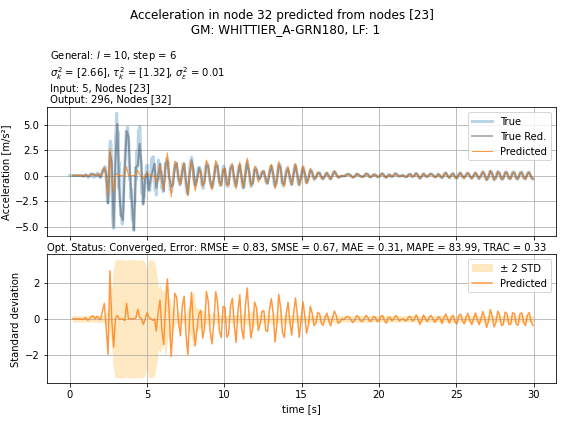 Acceleration in node 32 predicted from nodes [23]
GM: WHITTIER_A-GRN180, LF: 1
General: l = 10, step = 6
σ²ₖ = [2.66], τ²ₖ = [1.32], σ²ε = 0.01
Input: 5, Nodes [23]
Output: 296, Nodes [32]
Acceleration [m/s²]
5.0
2.5
0.0
−2.5
−5.0
True
True Red.
Predicted
Opt. Status: Converged, Error: RMSE = 0.83, SMSE = 0.67, MAE = 0.31, MAPE = 83.99, TRAC = 0.33
Standard deviation
2
0
−2
± 2 STD
Predicted
0 5 10 15 20 25 30
time [s]